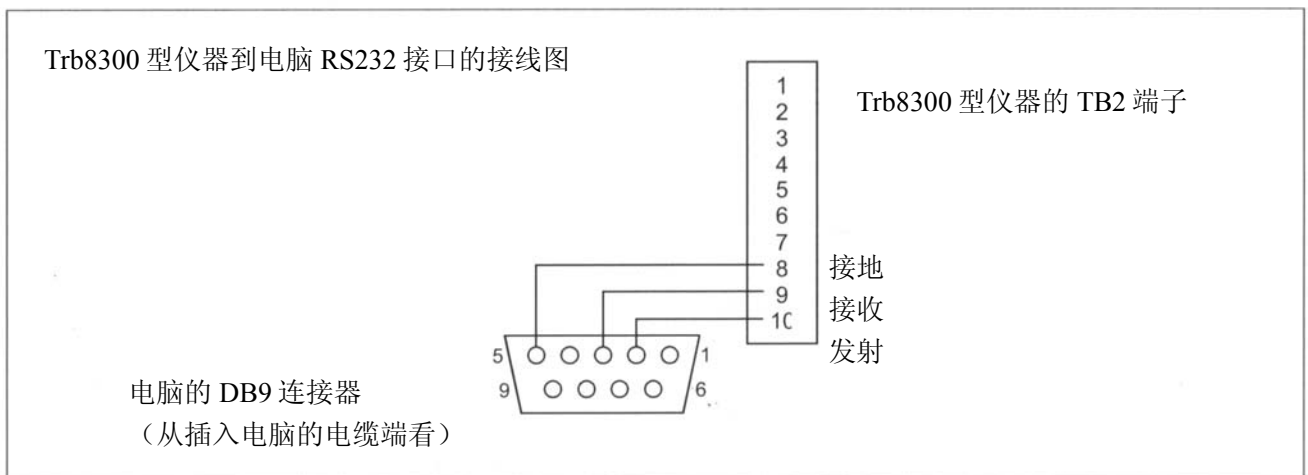 Trb8300 型仪器到电脑 RS232 接口的接线图
Trb8300 型仪器的 TB2 端子
1
2
3
4
5
6
7
8 接地
9 接收
1C 发射
5 1
9 6
电脑的 DB9 连接器
（从插入电脑的电缆端看）